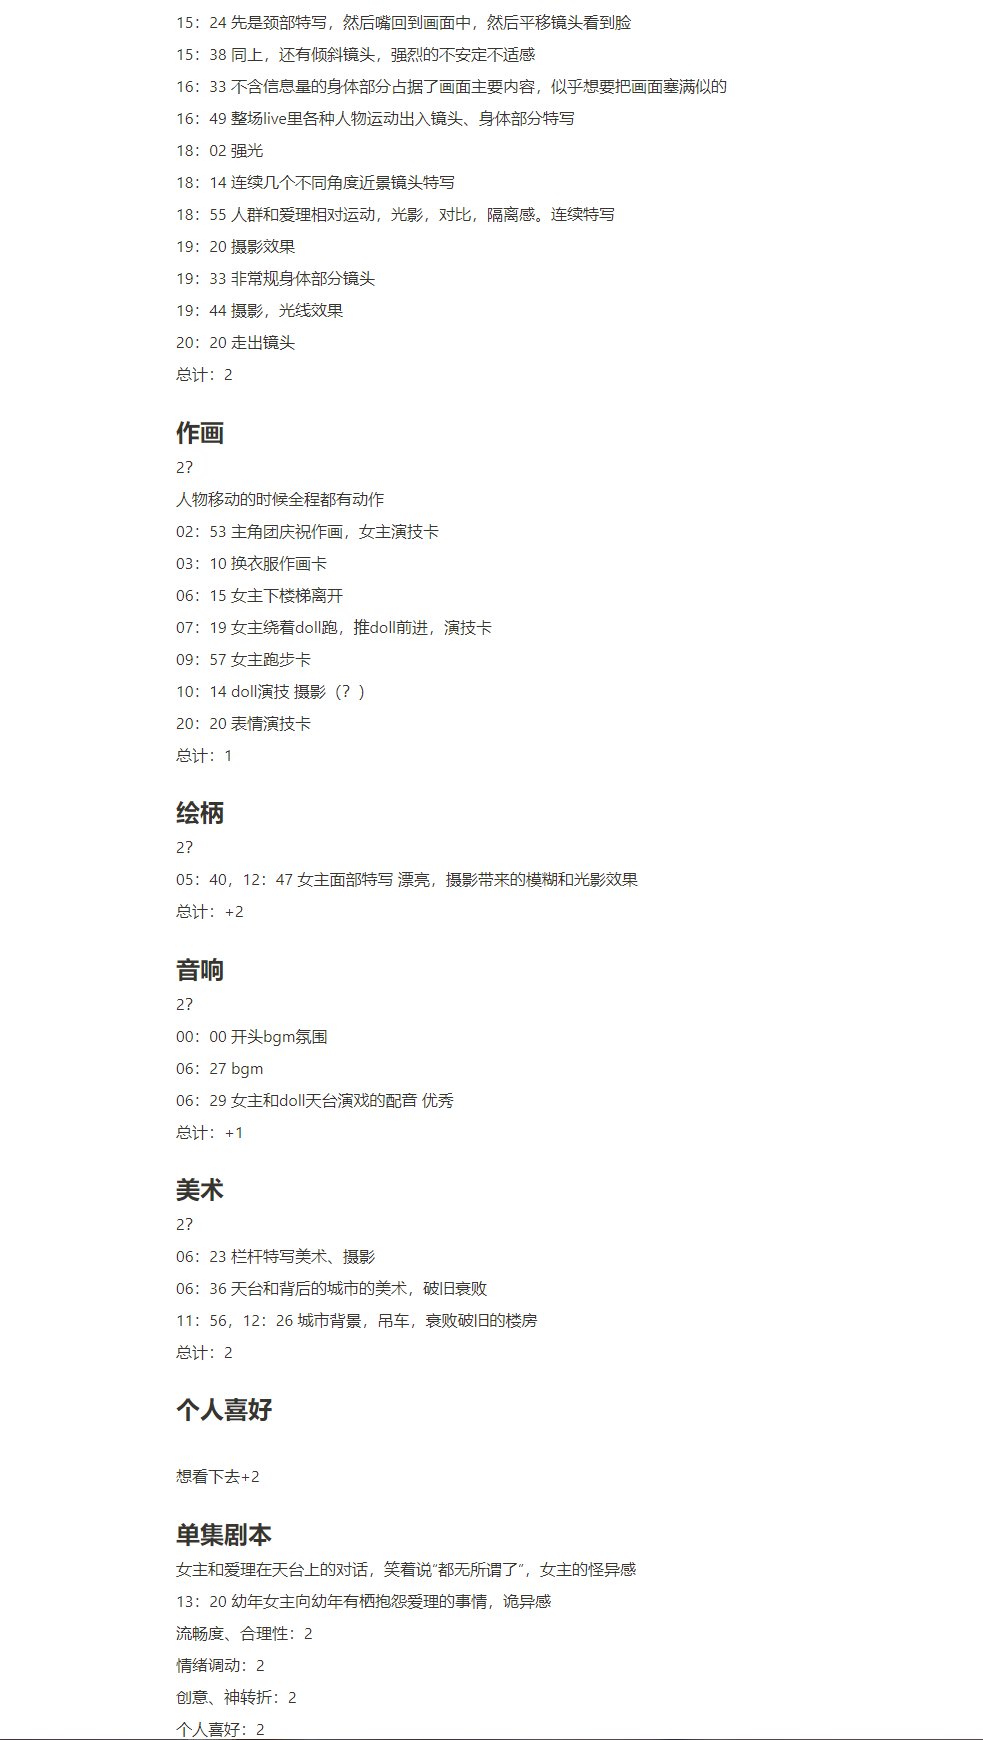 15：24 先是颈部特写，然后嘴回到画面中，然后平移镜头看到脸
15：38 同上，还有倾斜镜头，强烈的不安定不适感
16：33 不含信息量的身体部分占据了画面主要内容，似乎想要把画面塞满似的
16：49 整场live里各种人物运动出入镜头、身体部分特写
18：02 强光
18：14 连续几个不同角度近景镜头特写
18：55 人群和爱理相对运动，光影，对比，隔离感。连续特写
19：20 摄影效果
19：33 非常规身体部分镜头
19：44 摄影，光线效果
20：20 走出镜头
总计：2
作画
2？
人物移动的时候全程都有动作
02：53 主角团庆祝作画，女主演技卡
03：10 换衣服作画卡
06：15 女主下楼梯离开
07：19 女主绕着doll跑，推doll前进，演技卡
09：57 女主跑步卡
10：14 doll演技 摄影（？）
20：20 表情演技卡
总计：1
绘柄
2？
05：40，12：47 女主面部特写 漂亮，摄影带来的模糊和光影效果
总计：+2
音响
2？
00：00 开头bgm氛围
06：27 bgm
06：29 女主和doll天台演戏的配音 优秀
总计：+1
美术
2？
06：23 栏杆特写美术、摄影
06：36 天台和背后的城市的美术，破旧衰败
11：56，12：26 城市背景，吊车，衰败破旧的楼房
总计：2
个人喜好
想看下去+2
单集剧本
女主和爱理在天台上的对话，笑着说“都无所谓了”，女主的怪异感
13：20 幼年女主向幼年有栖抱怨爱理的事情，诡异感
流畅度、合理性：2
情绪调动：2
创意、神转折：2
个人喜好：2